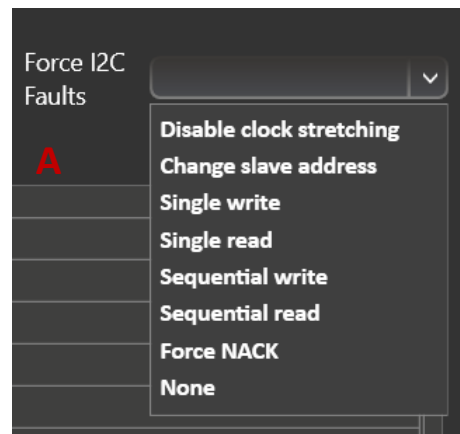 Force I2C
Faults
A
Disable clock stretching
Change slave address
Single write
Single read
Sequential write
Sequential read
Force NACK
None